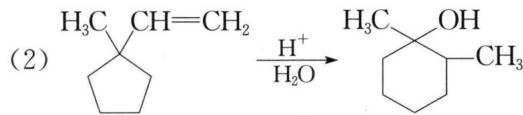 H₃C CH=CH₂ H₃C OH
(2) H⁺ CH₃
H₂O